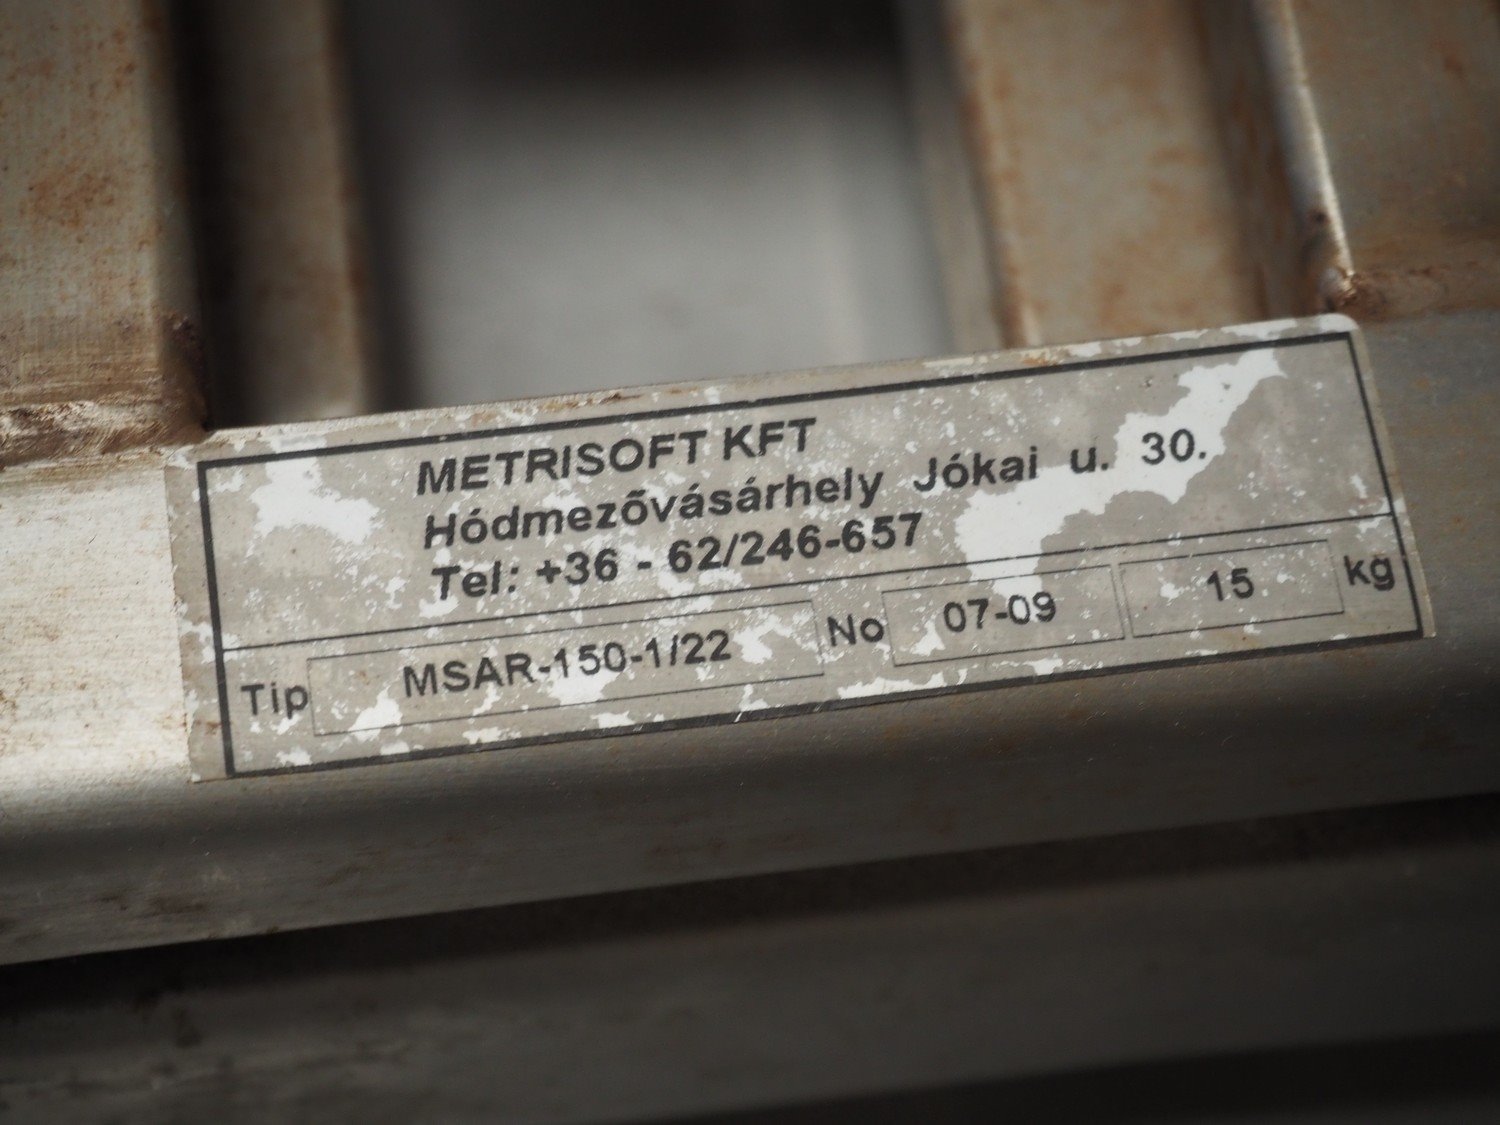 METRISOFT KFT
Hódmezővásárhely Jókai u. 30.
Tel: +36 - 62/246-657
Tip MSAR-150-1/22 No 07-09 15 kg